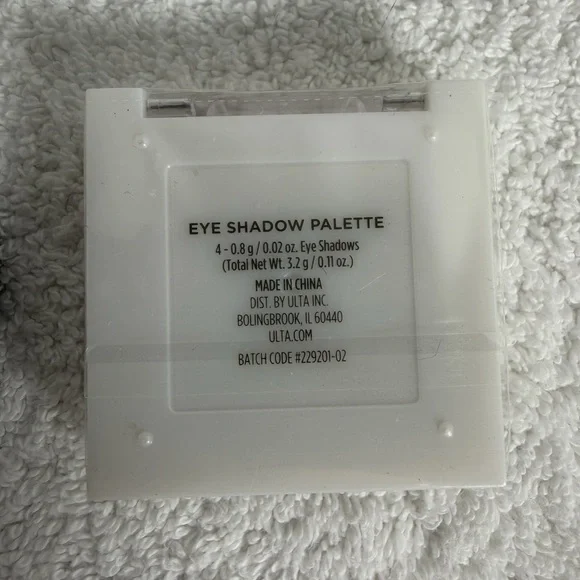 EYE SHADOW PALETTE
4 - 0.8 g / 0.02 oz. Eye Shadows
(Total Net Wt. 3.2 g / 0.11 oz.)
MADE IN CHINA
DIST. BY ULTA INC.
BOLINGBROOK, IL 60440
ULTA.COM
BATCH CODE #229201-02